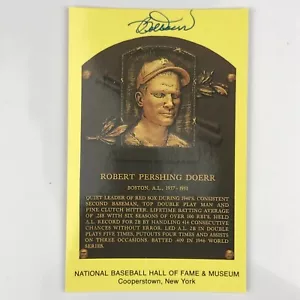 ROBERT PERSHING DOERR
BOSTON, A.L., 1937-1951
QUIET LEADER OF RED SOX DURING 1940'S. CONSISTENT
SECOND BASEMAN, TOP DOUBLE PLAY MAN AND
FINE CLUTCH HITTER. LIFETIME BATTING AVERAGE
OF .288 WITH SIX SEASONS OF OVER 100 RBI'S. HELD
A.L. RECORD FOR 2B BY HANDLING 414 CONSECUTIVE
CHANCES WITHOUT ERROR. LED A.L. 2B IN DOUBLE
PLAYS FIVE TIMES, PUTOUTS FOUR TIMES AND ASSISTS
ON THREE OCCASIONS. BATTED .409 IN 1946 WORLD
SERIES.
NATIONAL BASEBALL HALL OF FAME & MUSEUM
Cooperstown, New York